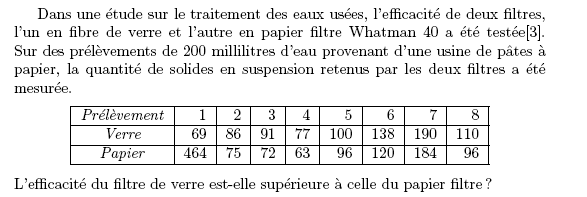 Dans une étude sur le traitement des eaux usées, l'efficacité de deux filtres,
l'un en fibre de verre et l'autre en papier filtre Whatman 40 a été testée[3].
Sur des prélèvements de 200 millilitres d'eau provenant d'une usine de pâtes à
papier, la quantité de solides en suspension retenus par les deux filtres a été
mesurée.
Prélèvement 1 2 3 4 5 6 7 8
Verre 69 86 91 77 100 138 190 110
Papier 464 75 72 63 96 120 184 96
L'efficacité du filtre de verre est-elle supérieure à celle du papier filtre ?